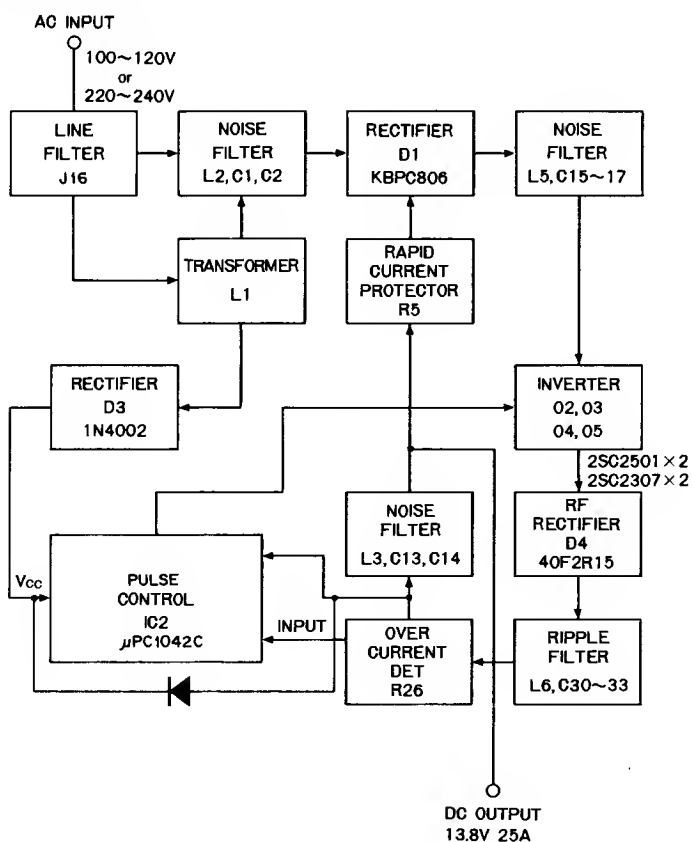 AC INPUT
100~120V
or
220~240V
LINE
FILTER
J16
NOISE
FILTER
L2, C1, C2
RECTIFIER
D1
KBPC806
NOISE
FILTER
L5, C15~17
TRANSFORMER
L1
RAPID
CURRENT
PROTECTOR
R5
RECTIFIER
D3
1N4002
INVERTER
Q2, Q3
Q4, Q5
2SC2501×2
2SC2307×2
NOISE
FILTER
L3, C13, C14
RF
RECTIFIER
D4
40F2R15
Vcc
PULSE
CONTROL
IC2
μPC1042C
INPUT
OVER
CURRENT
DET
R26
RIPPLE
FILTER
L6, C30~33
DC OUTPUT
13.8V 25A